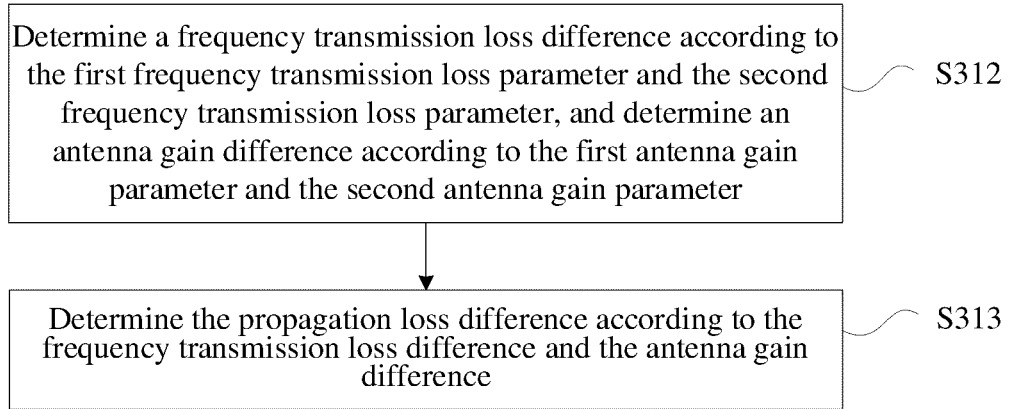 Determine a frequency transmission loss difference according to
the first frequency transmission loss parameter and the second
frequency transmission loss parameter, and determine an
antenna gain difference according to the first antenna gain
parameter and the second antenna gain parameter
S312
Determine the propagation loss difference according to the
frequency transmission loss difference and the antenna gain
difference
S313